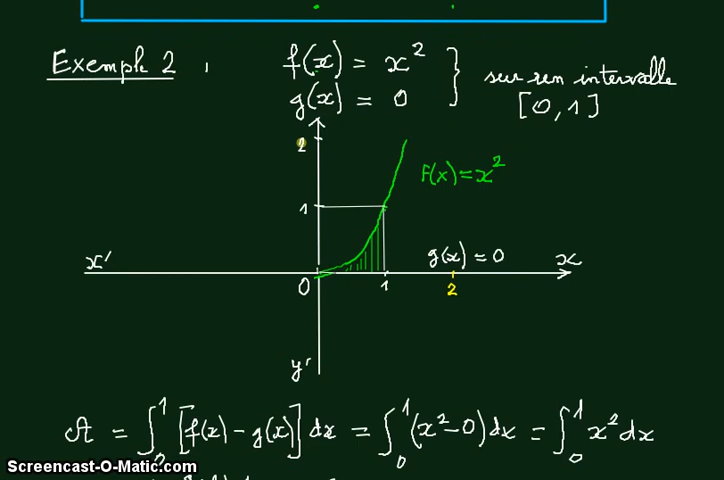 Exemple 2 : f(x) = x²
g(x) = 0
sur un intervalle
[0,1]
2
F(x)=x²
1
x' g(x)=0 x
0 1 2
y'
A = ∫₀¹ [f(x) - g(x)] dx = ∫₀¹ (x²-0) dx = ∫₀¹ x² dx
Screencast-O-Matic.com